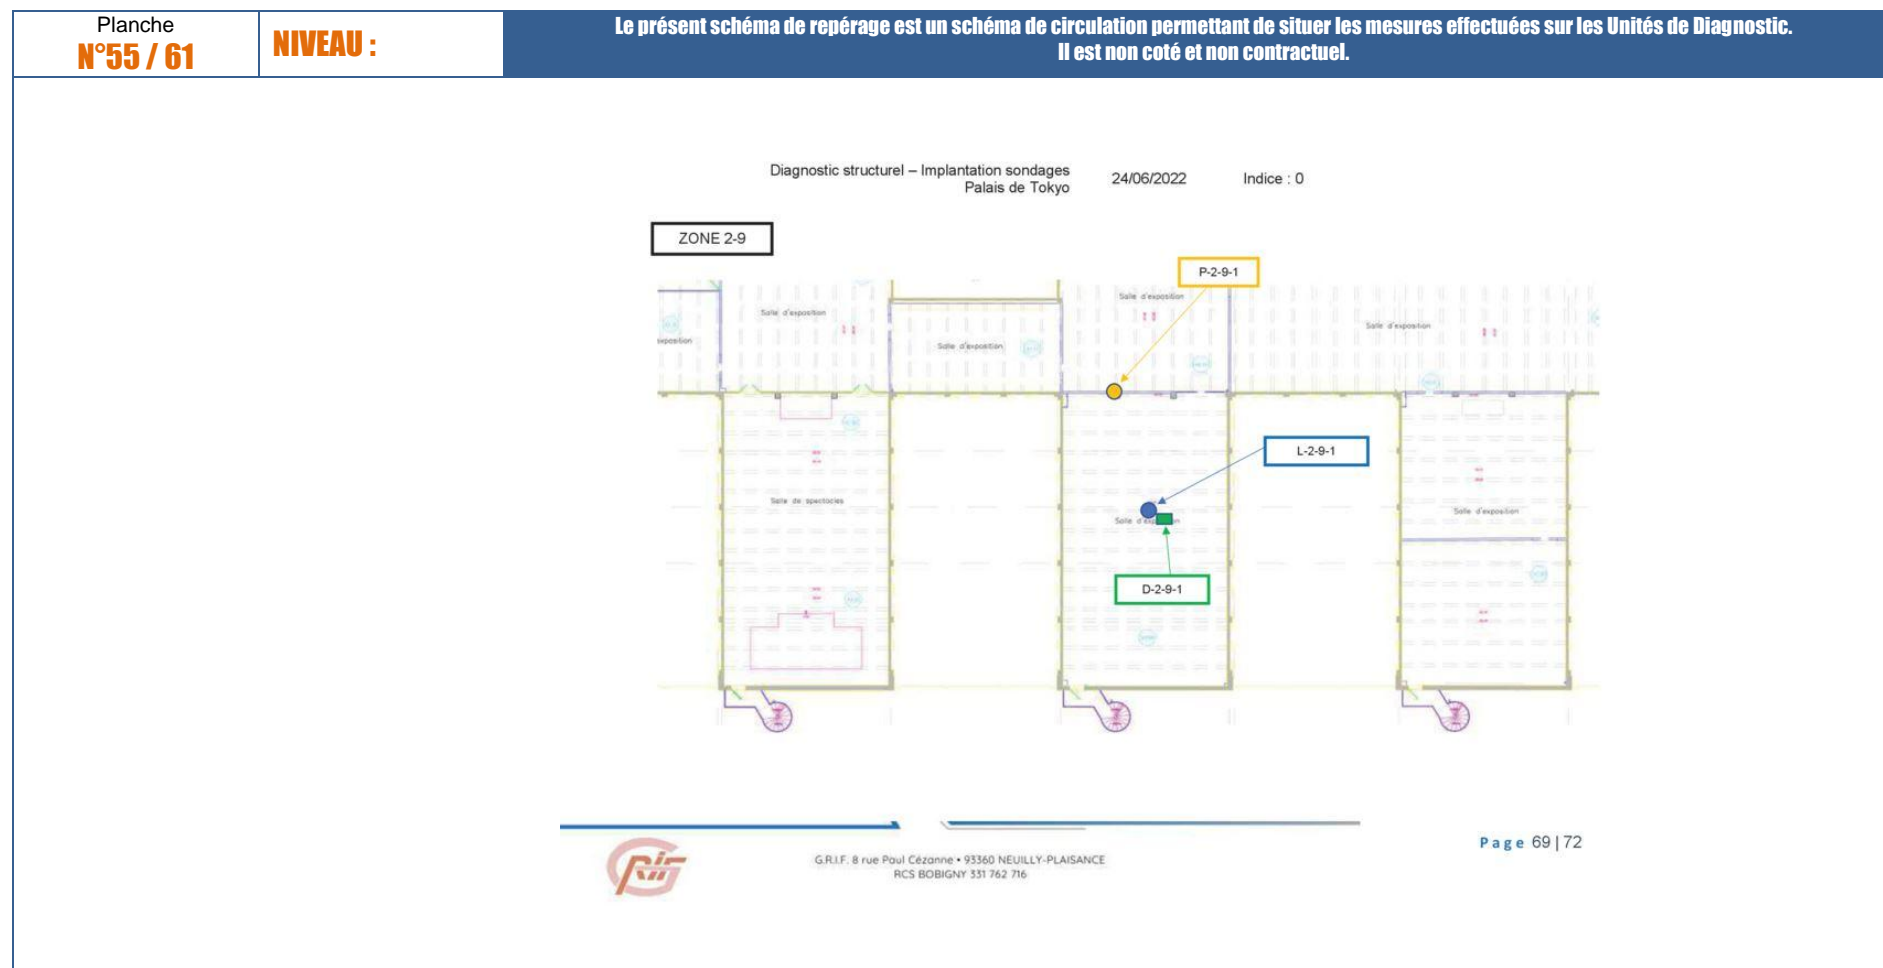 Planche
N°55 / 61
NIVEAU :
Le présent schéma de repérage est un schéma de circulation permettant de situer les mesures effectuées sur les Unités de Diagnostic.
Il est non coté et non contractuel.
Diagnostic structurel – Implantation sondages
Palais de Tokyo
24/06/2022
Indice : 0
ZONE 2-9
P-2-9-1
Salle d'exposition
Salle d'exposition
Salle d'exposition
exposition
Salle d'exposition
L-2-9-1
Salle de spectacles
Salle d'exposition
D-2-9-1
Page 69 | 72
G.R.I.F. 8 rue Paul Cézanne • 93360 NEUILLY-PLAISANCE
RCS BOBIGNY 331 762 716